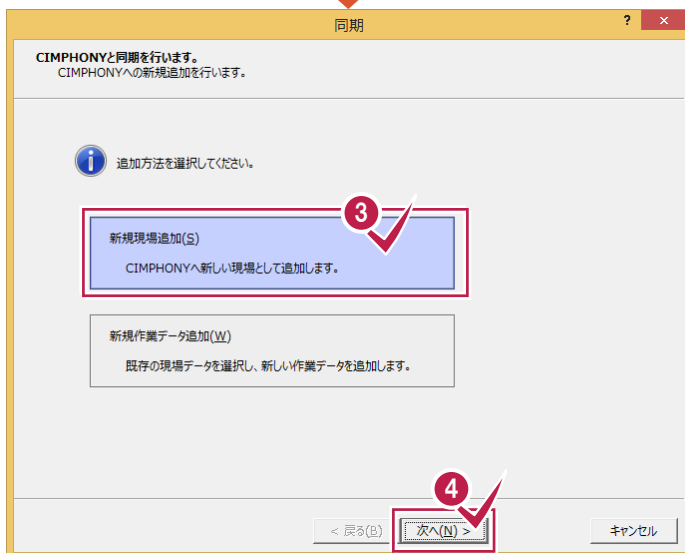 同期
? ×
CIMPHONYと同期を行います。
CIMPHONYへの新規追加を行います。
追加方法を選択してください。
3
新規現場追加(S)
CIMPHONYへ新しい現場として追加します。
新規作業データ追加(W)
既存の現場データを選択し、新しい作業データを追加します。
4
< 戻る(B) 次へ(N) > キャンセル